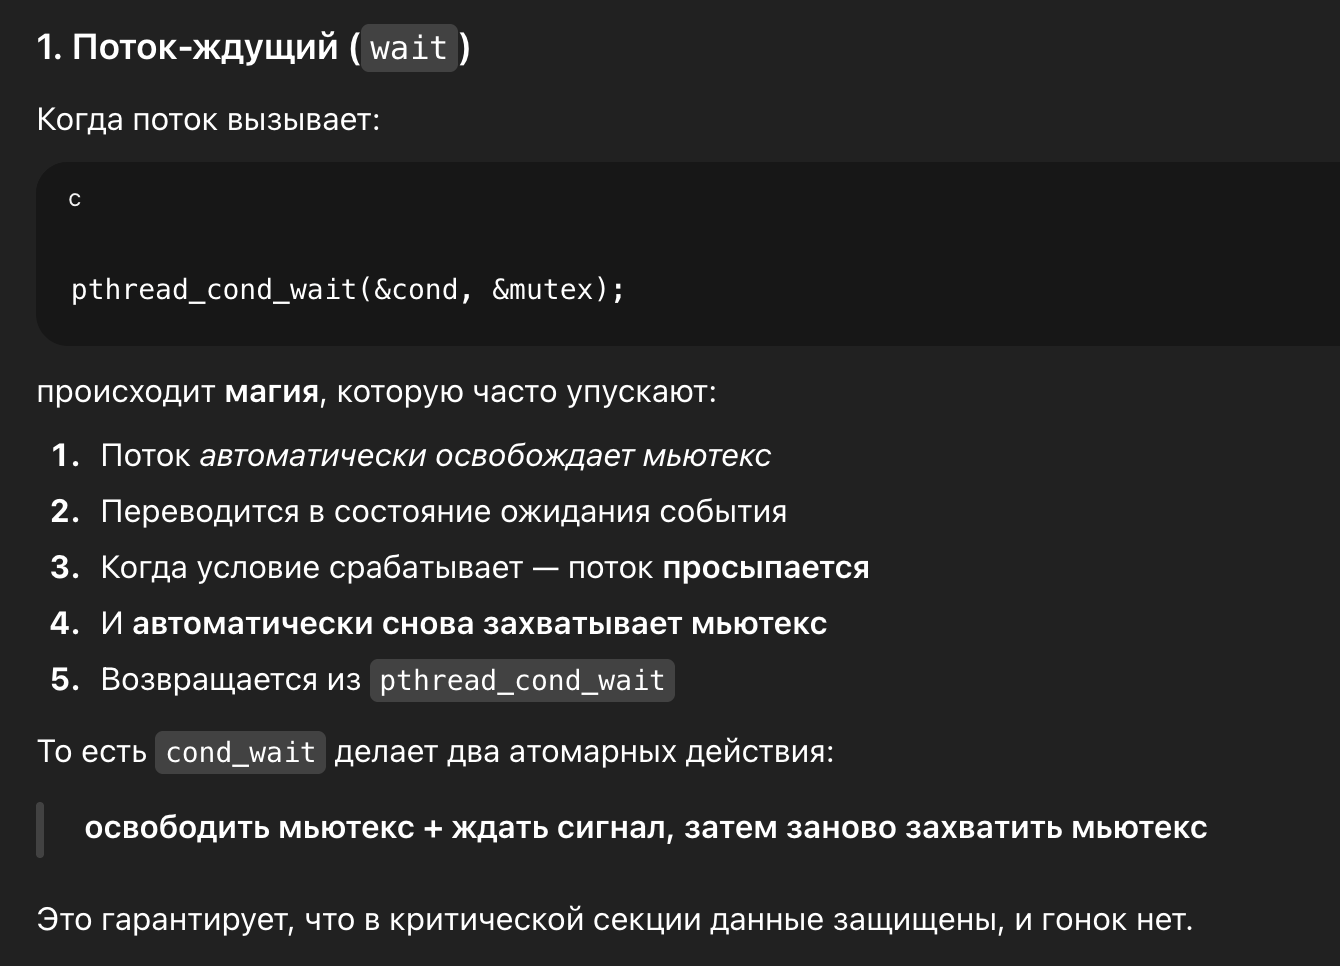 1. Поток-ждущий (wait)
Когда поток вызывает:
c
pthread_cond_wait(&cond, &mutex);
происходит магия, которую часто упускают:
1. Поток автоматически освобождает мьютекс
2. Переводится в состояние ожидания события
3. Когда условие срабатывает — поток просыпается
4. И автоматически снова захватывает мьютекс
5. Возвращается из pthread_cond_wait
То есть cond_wait делает два атомарных действия:
освободить мьютекс + ждать сигнал, затем заново захватить мьютекс
Это гарантирует, что в критической секции данные защищены, и гонок нет.